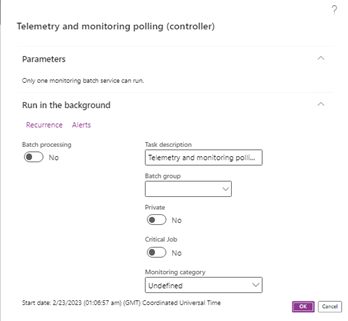 ?
Telemetry and monitoring polling (controller)
Parameters
Only one monitoring batch service can run.
Run in the background
Recurrence Alerts
Batch processing
No
Task description
Telemetry and monitoring polli...
Batch group
Private
No
Critical Job
No
Monitoring category
Undefined
Start date: 2/23/2023 (01:06:57 am) (GMT) Coordinated Universal Time
OK Cancel